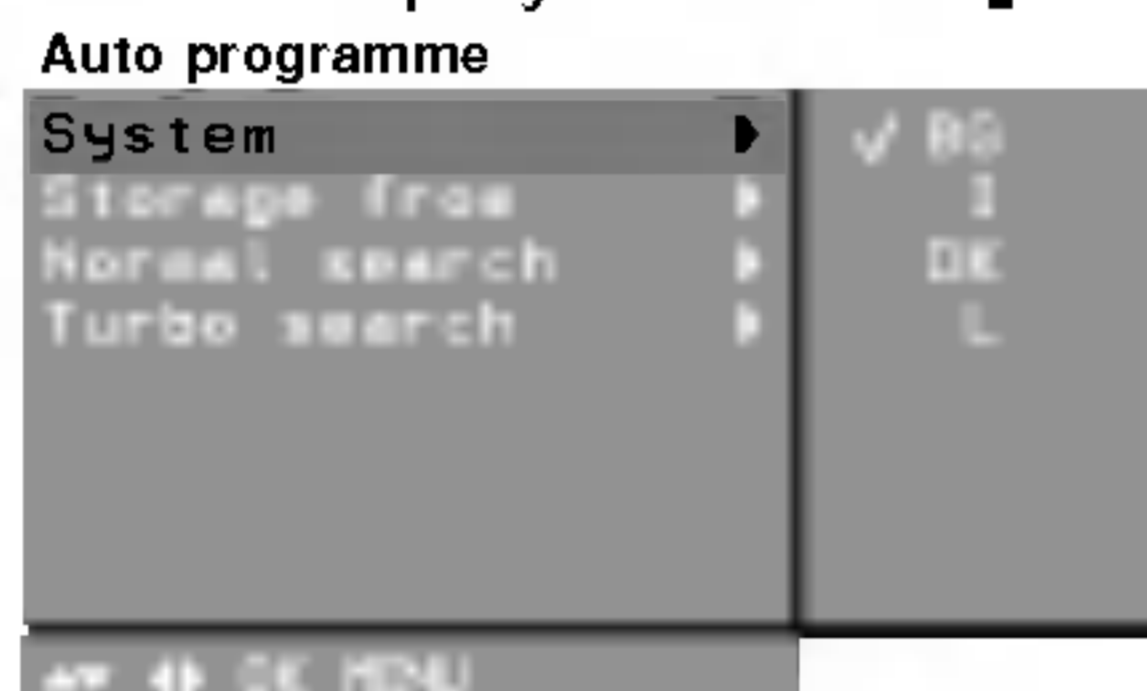 Auto programme
System
Storage from
Normal search
Turbo search
✓ BG
I
DK
L
OK MENU